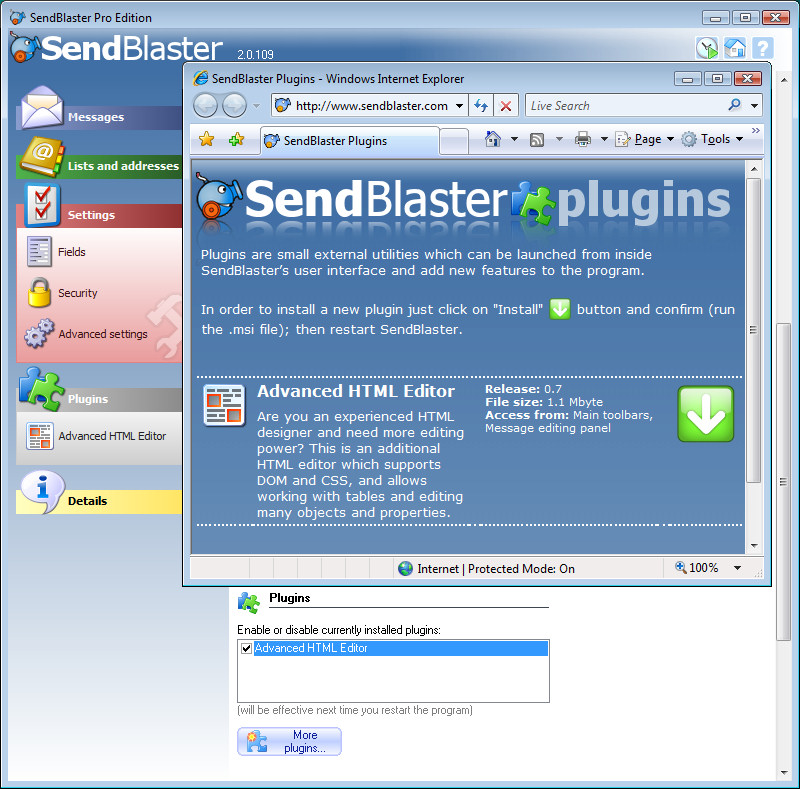 SendBlaster Pro Edition
SendBlaster 2.0.109
Messages
Lists and addresses
Settings
Fields
Security
Advanced settings
Plugins
Advanced HTML Editor
Details
SendBlaster Plugins - Windows Internet Explorer
http://www.sendblaster.com
Live Search
SendBlaster Plugins
Page
Tools
SendBlaster plugins
Plugins are small external utilities which can be launched from inside
SendBlaster's user interface and add new features to the program.
In order to install a new plugin just click on "Install" button and confirm (run
the .msi file); then restart SendBlaster.
Advanced HTML Editor
Are you an experienced HTML
designer and need more editing
power? This is an additional
HTML editor which supports
DOM and CSS, and allows
working with tables and editing
many objects and properties.
Release: 0.7
File size: 1.1 Mbyte
Access from: Main toolbars,
Message editing panel
Internet | Protected Mode: On
100%
Plugins
Enable or disable currently installed plugins:
Advanced HTML Editor
(will be effective next time you restart the program)
More
plugins...